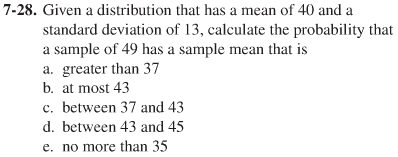 7-28. Given a distribution that has a mean of 40 and a
standard deviation of 13, calculate the probability that
a sample of 49 has a sample mean that is
a. greater than 37
b. at most 43
c. between 37 and 43
d. between 43 and 45
e. no more than 35